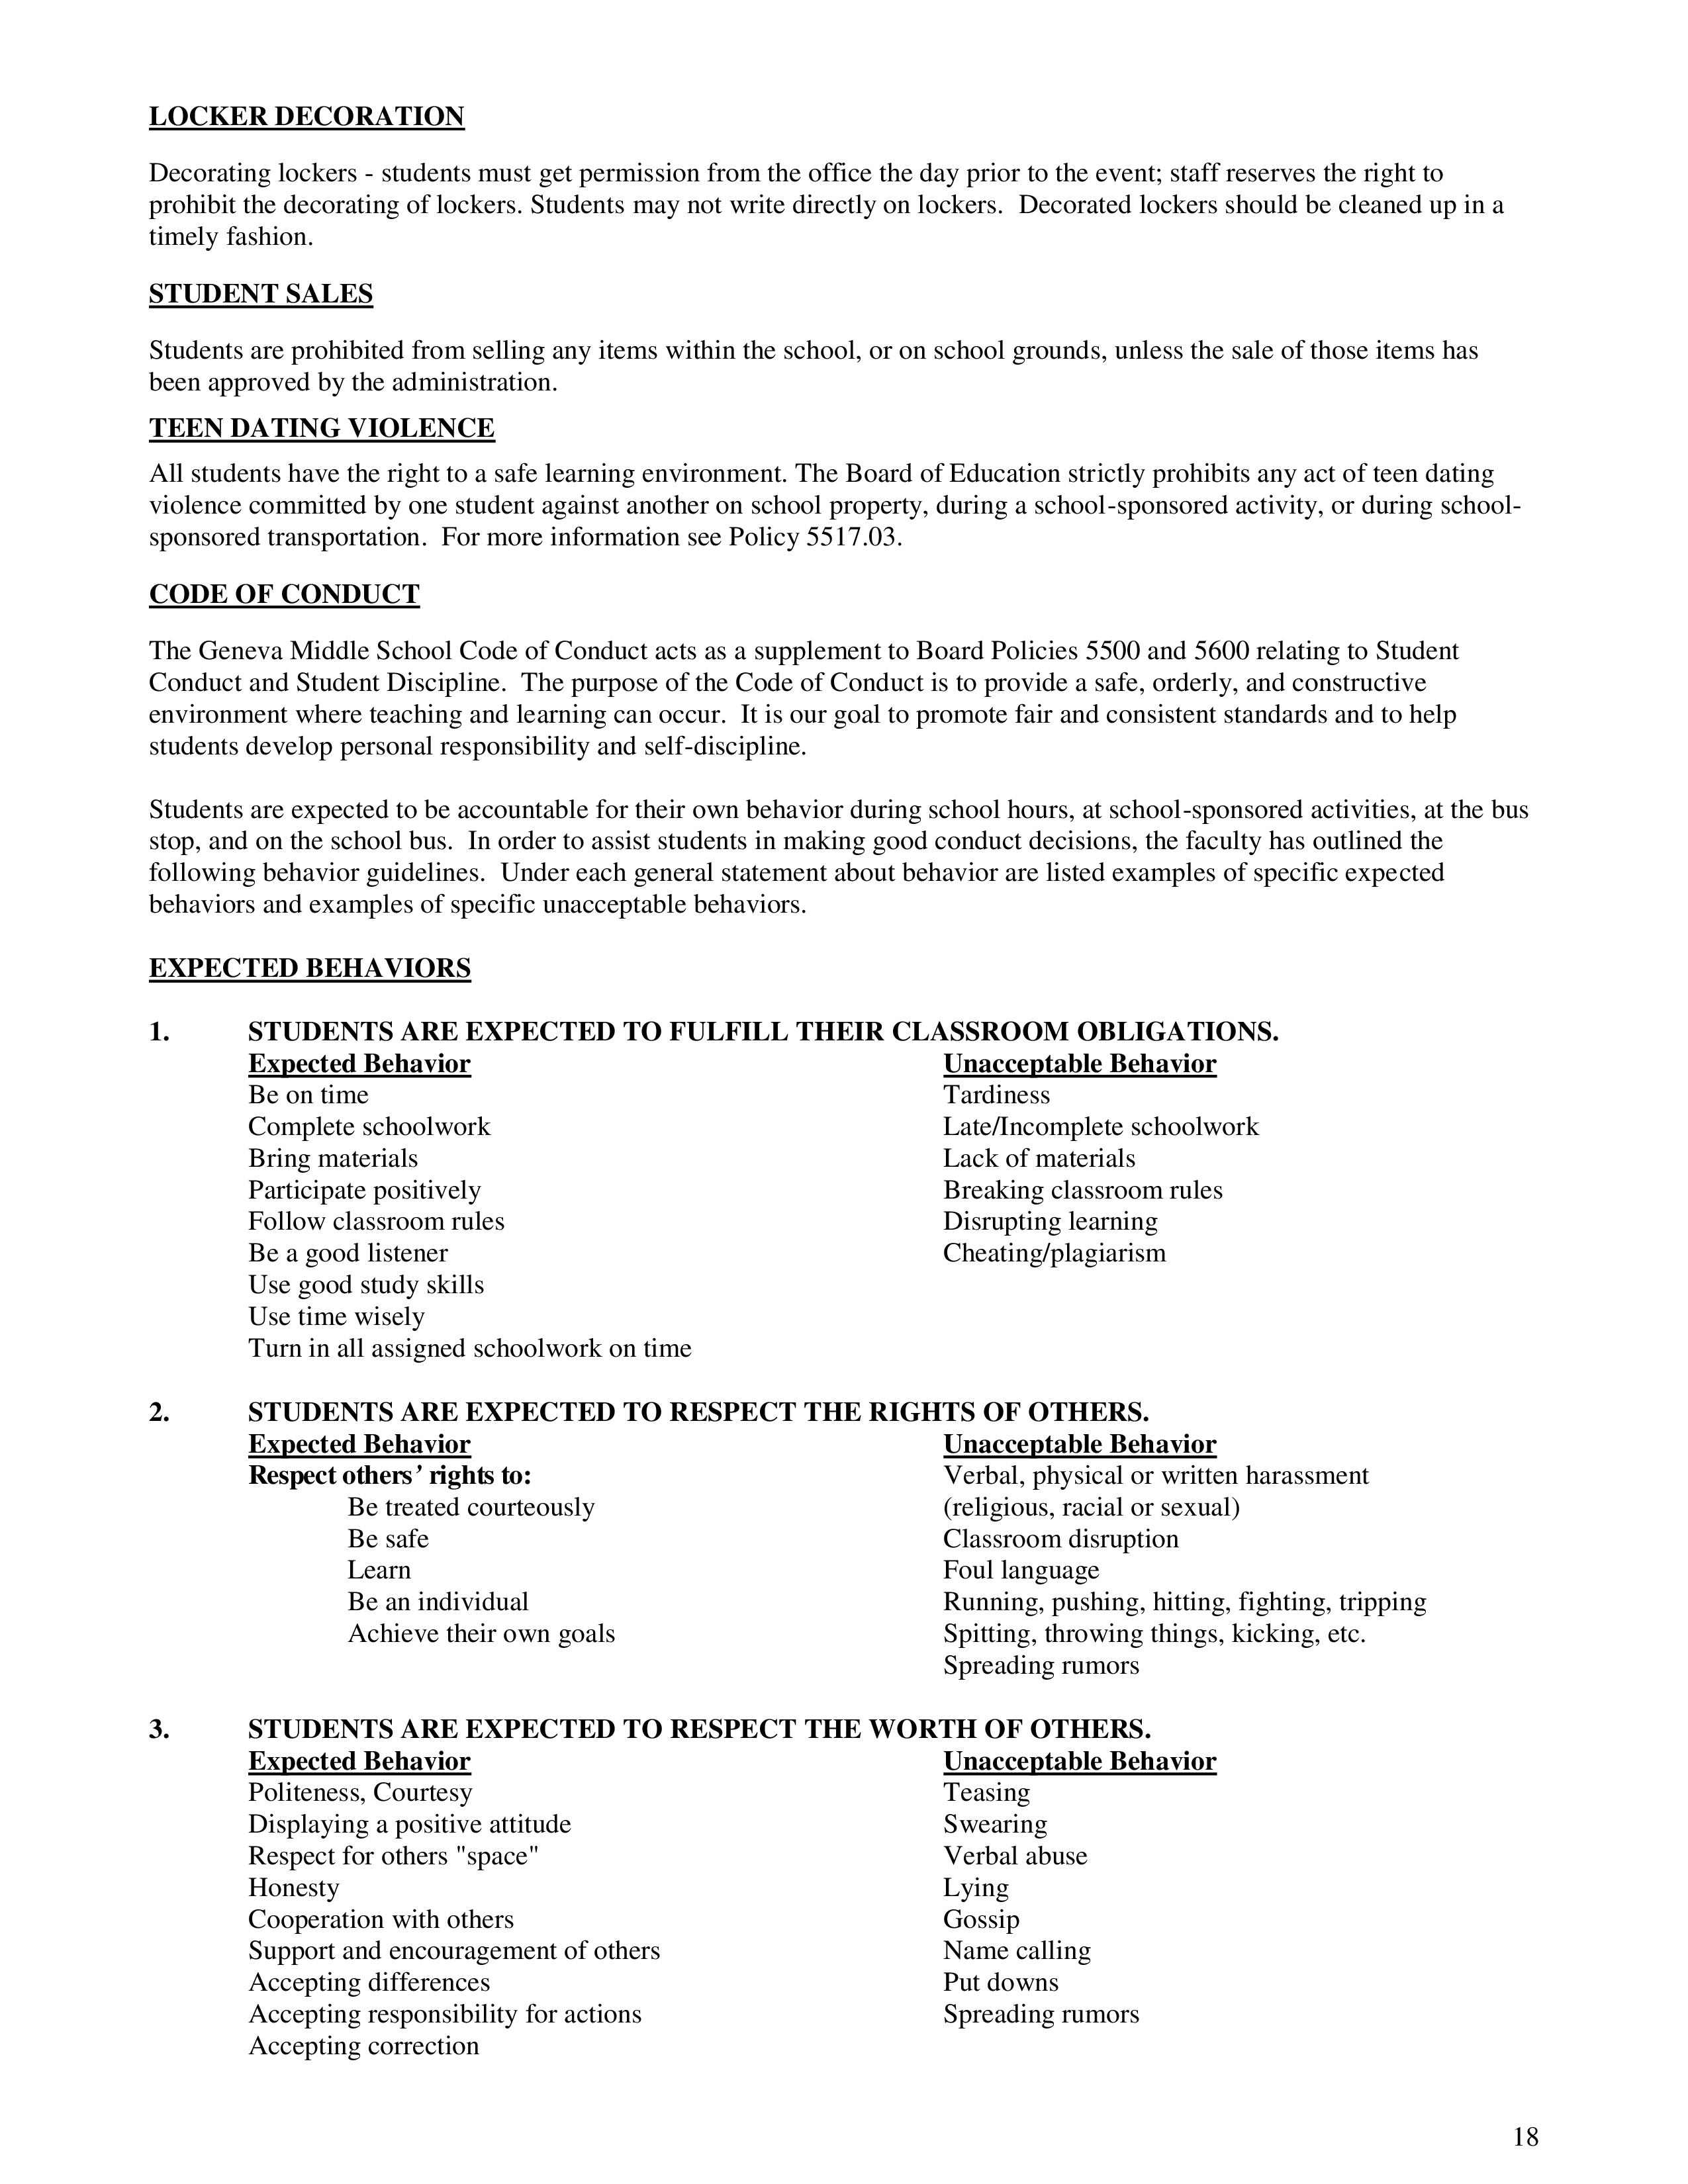 LOCKER DECORATION
Decorating lockers - students must get permission from the office the day prior to the event; staff reserves the right to
prohibit the decorating of lockers. Students may not write directly on lockers.  Decorated lockers should be cleaned up in a
timely fashion.
STUDENT SALES
Students are prohibited from selling any items within the school, or on school grounds, unless the sale of those items has
been approved by the administration.
TEEN DATING VIOLENCE
All students have the right to a safe learning environment. The Board of Education strictly prohibits any act of teen dating
violence committed by one student against another on school property, during a school-sponsored activity, or during school-
sponsored transportation.  For more information see Policy 5517.03.
CODE OF CONDUCT
The Geneva Middle School Code of Conduct acts as a supplement to Board Policies 5500 and 5600 relating to Student
Conduct and Student Discipline.  The purpose of the Code of Conduct is to provide a safe, orderly, and constructive
environment where teaching and learning can occur.  It is our goal to promote fair and consistent standards and to help
students develop personal responsibility and self-discipline.
Students are expected to be accountable for their own behavior during school hours, at school-sponsored activities, at the bus
stop, and on the school bus.  In order to assist students in making good conduct decisions, the faculty has outlined the
following behavior guidelines.  Under each general statement about behavior are listed examples of specific expected
behaviors and examples of specific unacceptable behaviors.
EXPECTED BEHAVIORS
1. STUDENTS ARE EXPECTED TO FULFILL THEIR CLASSROOM OBLIGATIONS.
Expected Behavior Unacceptable Behavior
Be on time Tardiness
Complete schoolwork Late/Incomplete schoolwork
Bring materials Lack of materials
Participate positively Breaking classroom rules
Follow classroom rules Disrupting learning
Be a good listener Cheating/plagiarism
Use good study skills
Use time wisely
Turn in all assigned schoolwork on time
2. STUDENTS ARE EXPECTED TO RESPECT THE RIGHTS OF OTHERS.
Expected Behavior Unacceptable Behavior
Respect others’ rights to: Verbal, physical or written harassment
Be treated courteously (religious, racial or sexual)
Be safe Classroom disruption
Learn Foul language
Be an individual Running, pushing, hitting, fighting, tripping
Achieve their own goals Spitting, throwing things, kicking, etc.
Spreading rumors
3. STUDENTS ARE EXPECTED TO RESPECT THE WORTH OF OTHERS.
Expected Behavior Unacceptable Behavior
Politeness, Courtesy Teasing
Displaying a positive attitude Swearing
Respect for others "space" Verbal abuse
Honesty Lying
Cooperation with others Gossip
Support and encouragement of others Name calling
Accepting differences Put downs
Accepting responsibility for actions Spreading rumors
Accepting correction
18